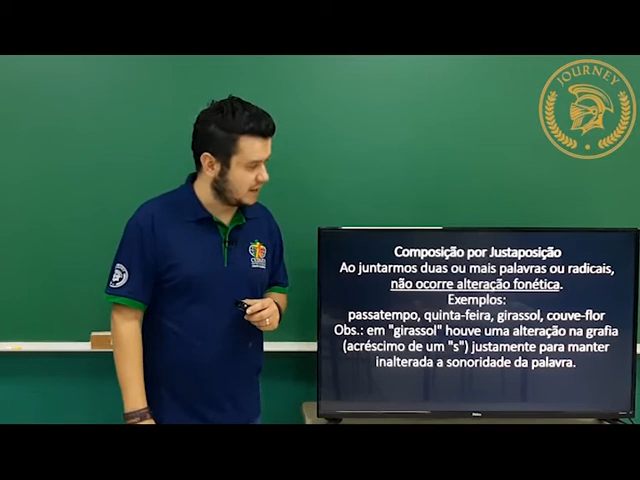 JOURNEY
Composição por Justaposição
Ao juntarmos duas ou mais palavras ou radicais,
não ocorre alteração fonética.
Exemplos:
passatempo, quinta-feira, girassol, couve-flor
Obs.: em "girassol" houve uma alteração na grafia
(acréscimo de um "s") justamente para manter
inalterada a sonoridade da palavra.